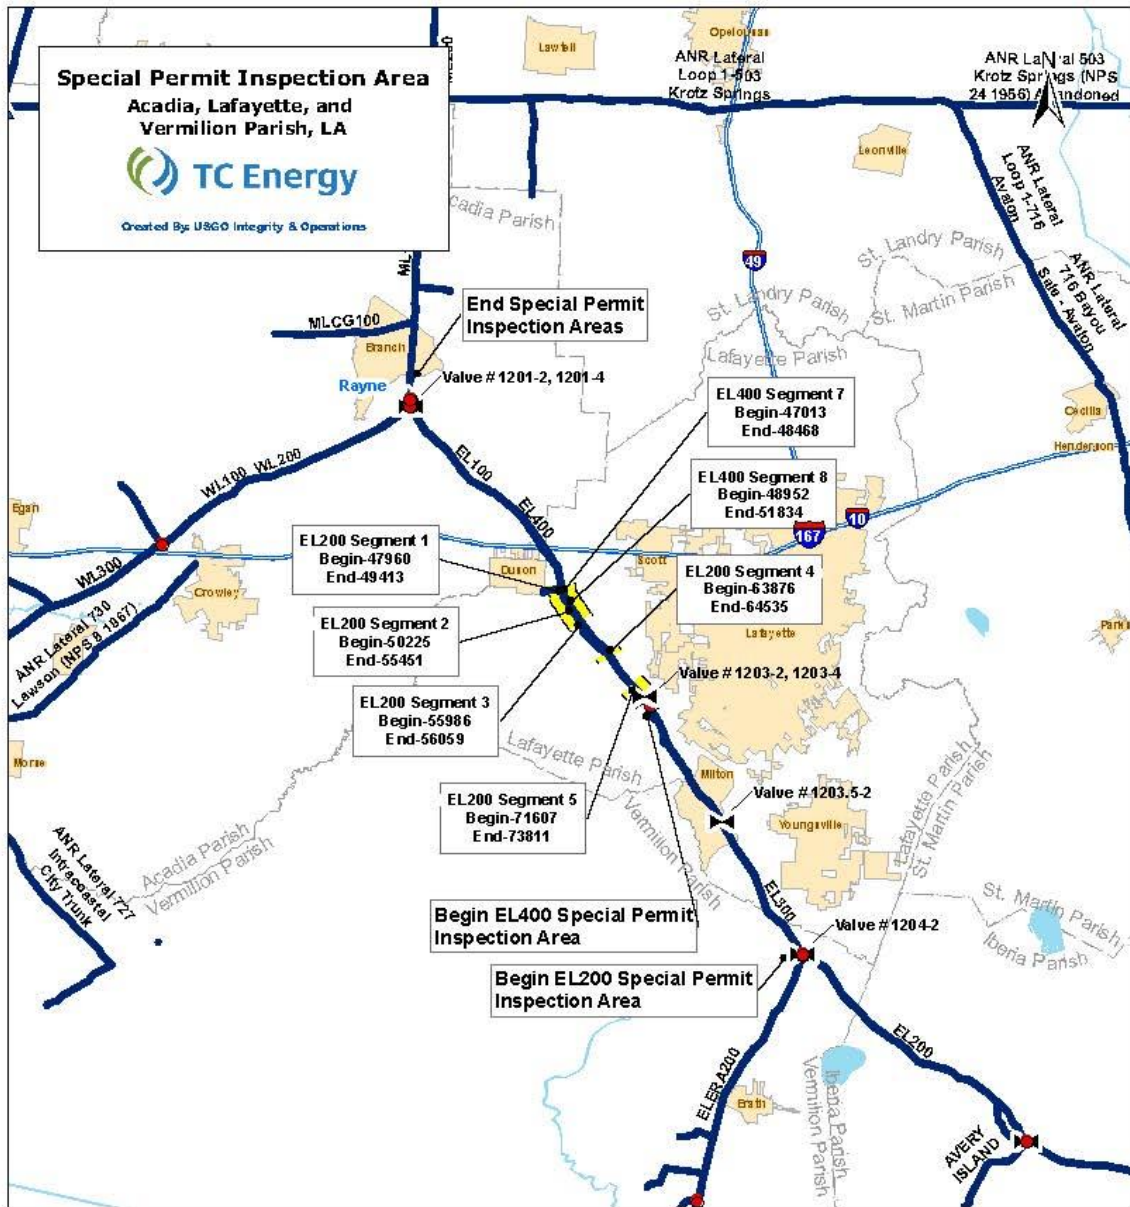 Special Permit Inspection Area
Acadia, Lafayette, and
Vermilion Parish, LA
TC Energy
Created By: USGO Integrity & Operations
Lawtell
Opelousas
ANR Lateral
Loop 1-503
Krotz Springs
N
Krotz Springs (NPS
Leonville
ANR Lateral
Loop 1-716
Avalon
ANR Lateral
716 Bayou
Sale - Avalon
49
St. Landry Parish
St. Martin Parish
St. Landry Parish
Lafayette Parish
End Special Permit
Inspection Areas
MLCG100
Branch
Rayne
Valve # 1201-2, 1201-4
EL400 Segment 7
Begin-47013
End-48468
Cecilia
Henderson
WL100 WL200
EL100
EL400
EL400 Segment 8
Begin-48952
End-51834
10
167
Egan
EL200 Segment 1
Begin-47960
End-49413
Duson
Scott
EL200 Segment 4
Begin-63876
End-64535
WL300
Crowley
EL200 Segment 2
Begin-50225
End-55451
Lafayette
ANR Lateral 730
Lawson (NPS 8 1967)
Valve # 1203-2, 1203-4
EL200 Segment 3
Begin-55986
End-56059
Lafayette Parish
Vermilion Parish
Morse
Milton
Lafayette Parish
St. Martin Parish
EL200 Segment 5
Begin-71607
End-73811
Valve # 1203.5-2
Youngsville
Acadia Parish
Vermilion Parish
ANR Lateral 727
Intracoastal
City Trunk
EL300
St. Martin Parish
Iberia Parish
Begin EL400 Special Permit
Inspection Area
Valve # 1204-2
Begin EL200 Special Permit
Inspection Area
EL200
ELERA200
Erath
Iberia Parish
Vermilion Parish
AVERY
ISLAND